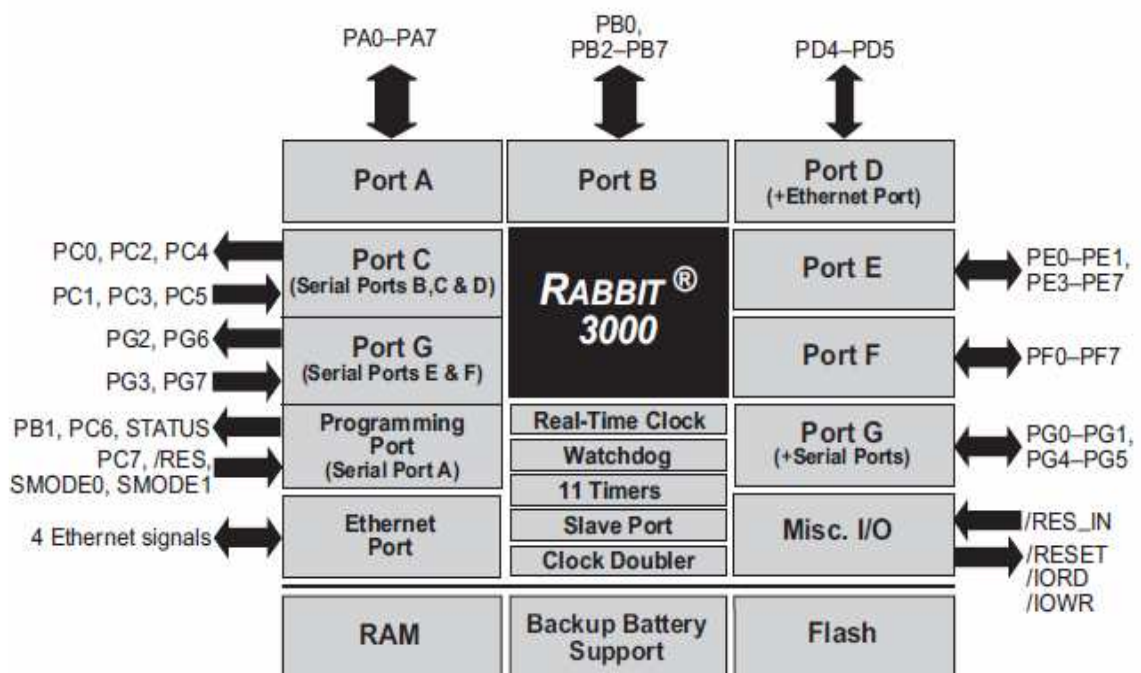 PA0–PA7
PB0,
PB2–PB7
PD4–PD5
Port A
Port B
Port D
(+Ethernet Port)
PC0, PC2, PC4
PC1, PC3, PC5
Port C
(Serial Ports B,C & D)
PG2, PG6
PG3, PG7
Port G
(Serial Ports E & F)
PB1, PC6, STATUS
PC7, /RES,
SMODE0, SMODE1
Programming
Port
(Serial Port A)
4 Ethernet signals
Ethernet
Port
RABBIT ®
3000
Real-Time Clock
Watchdog
11 Timers
Slave Port
Clock Doubler
Port E
PE0–PE1,
PE3–PE7
Port F
PF0–PF7
Port G
(+Serial Ports)
PG0–PG1,
PG4–PG5
Misc. I/O
/RES_IN
/RESET
/IORD
/IOWR
RAM
Backup Battery
Support
Flash